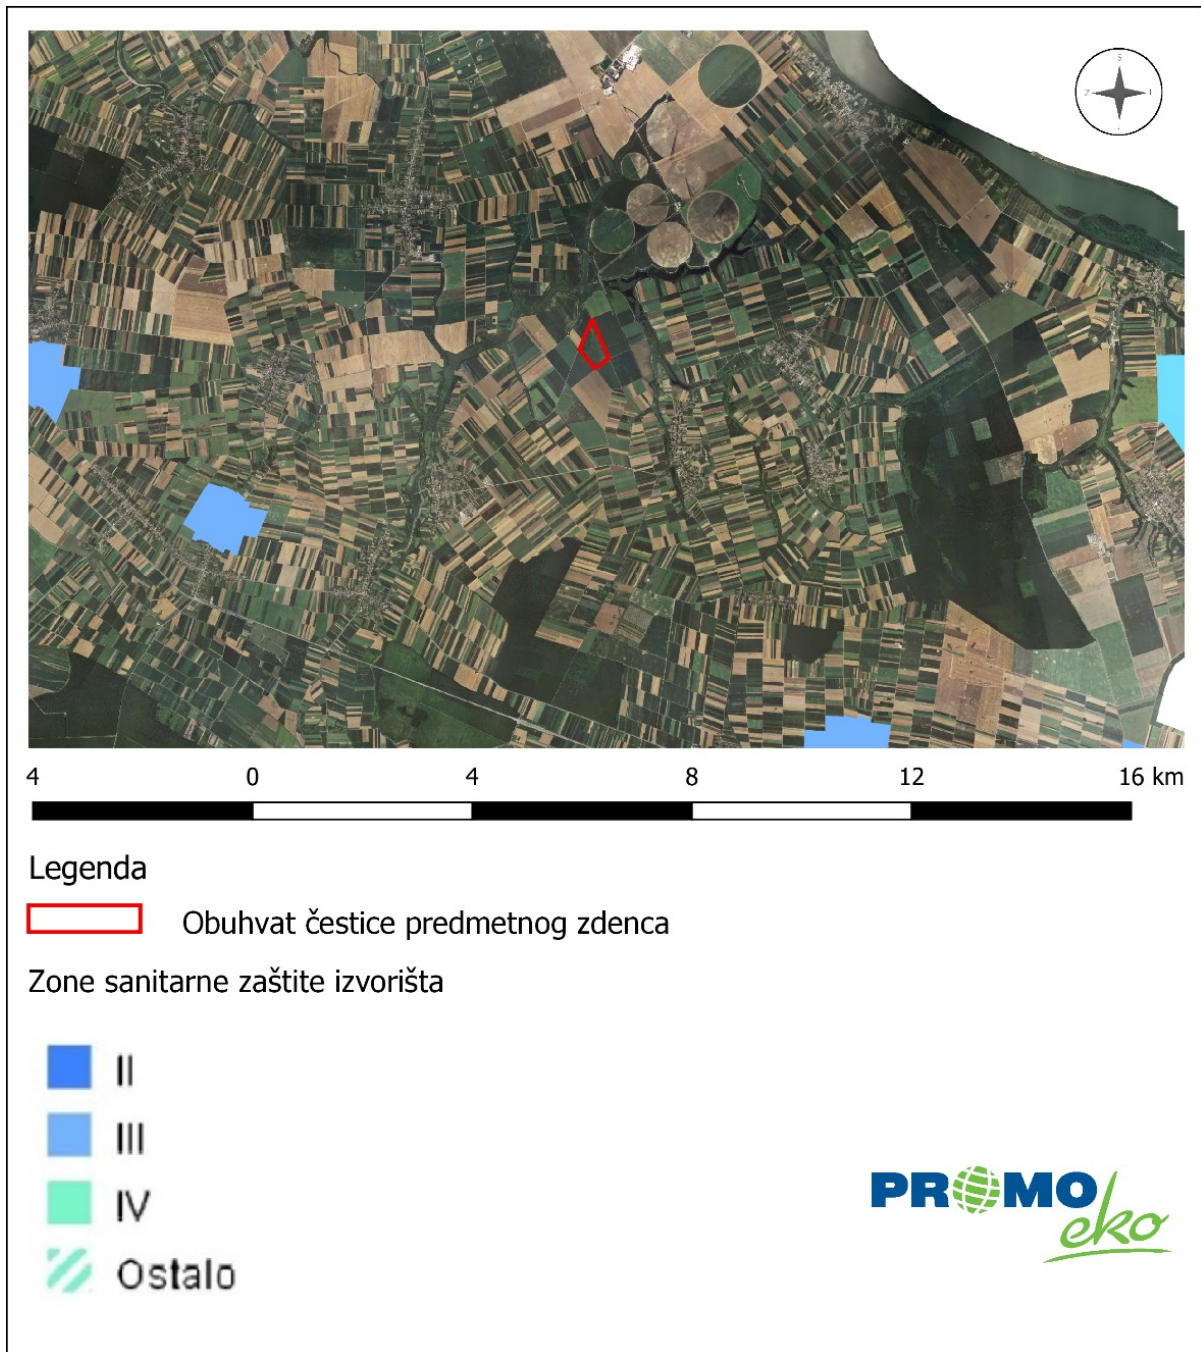 S
Z I
J
4 0 4 8 12 16 km
Legenda
Obuhvat čestice predmetnog zdenca
Zone sanitarne zaštite izvorišta
II
III
IV
Ostalo
PROMO
eko